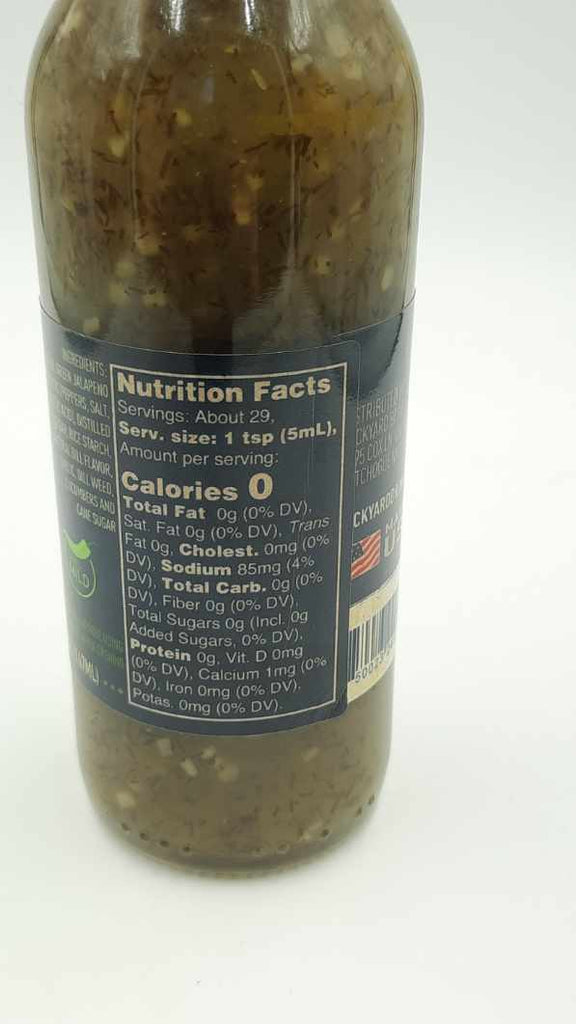 INGREDIENTS:
GREEN JALAPENO
PEPPERS, SALT,
ACID, DISTILLED
RICE STARCH,
DILL FLAVOR,
DILL WEED,
CUCUMBERS AND
CANE SUGAR
MILD
Nutrition Facts
Servings: About 29,
Serv. size: 1 tsp (5mL),
Amount per serving:
Calories 0
Total Fat 0g (0% DV),
Sat. Fat 0g (0% DV), Trans
Fat 0g, Cholest. 0mg (0%
DV), Sodium 85mg (4%
DV), Total Carb. 0g (0%
DV), Fiber 0g (0% DV),
Total Sugars 0g (Incl. 0g
Added Sugars, 0% DV),
Protein 0g, Vit. D 0mg
(0% DV), Calcium 1mg (0%
DV), Iron 0mg (0% DV),
Potas. 0mg (0% DV).